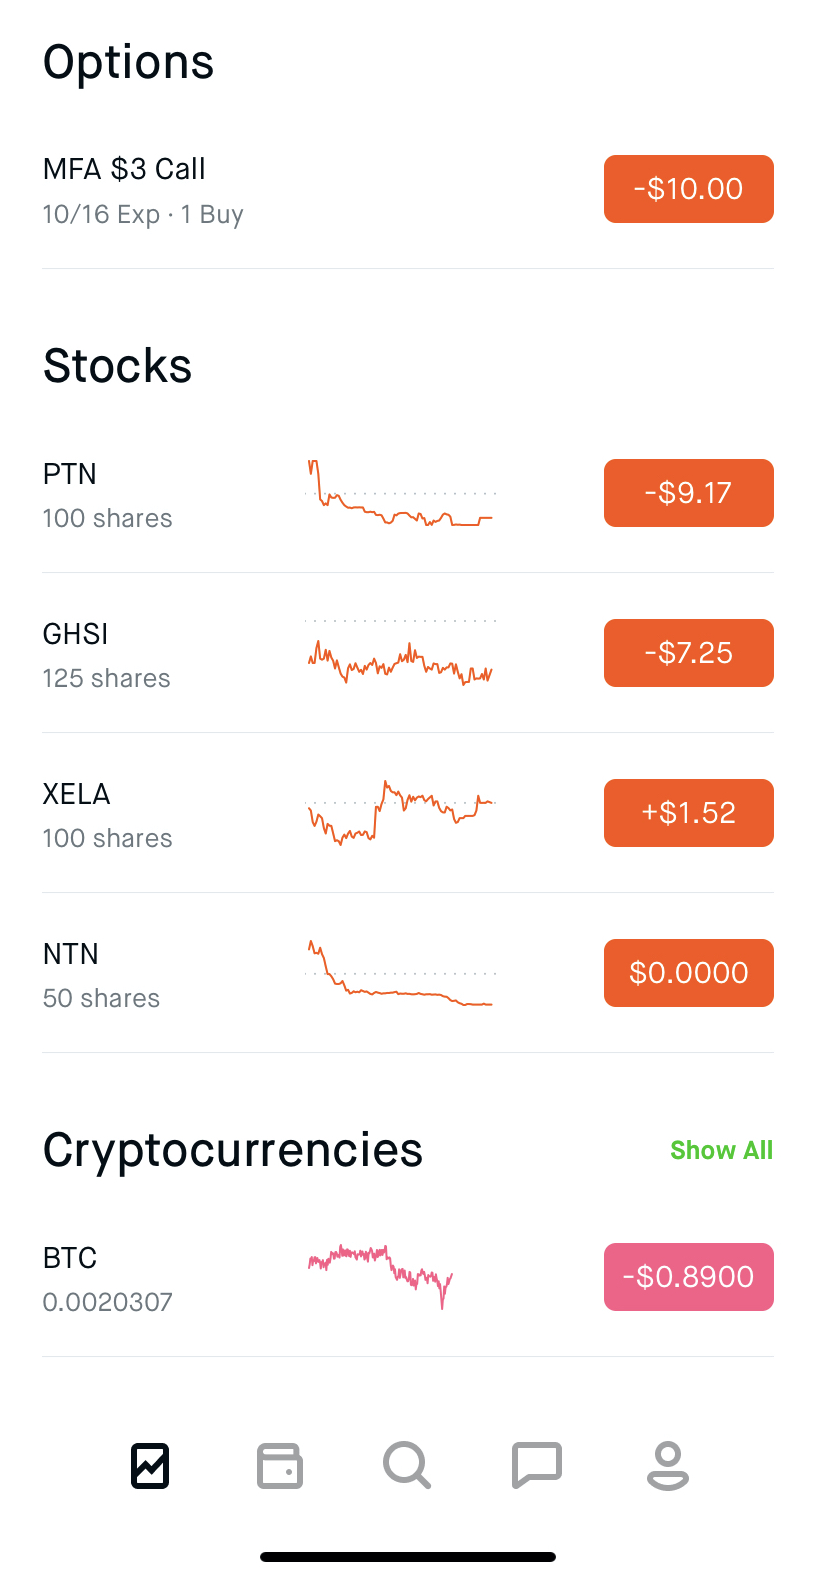 Options
MFA $3 Call
-$10.00
10/16 Exp · 1 Buy
Stocks
PTN
-$9.17
100 shares
GHSI
-$7.25
125 shares
XELA
+$1.52
100 shares
NTN
$0.0000
50 shares
Cryptocurrencies
Show All
BTC
-$0.8900
0.0020307